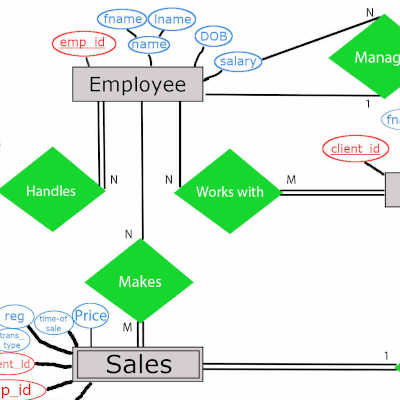 fname
lname
N
emp_id
name
DOB
salary
Manag
Employee
1
fn
client_id
Handles
N
N
Works with
M
N
Makes
M
reg
time-of
sale
Price
trans_
type
ent_id
Sales
1
p_id